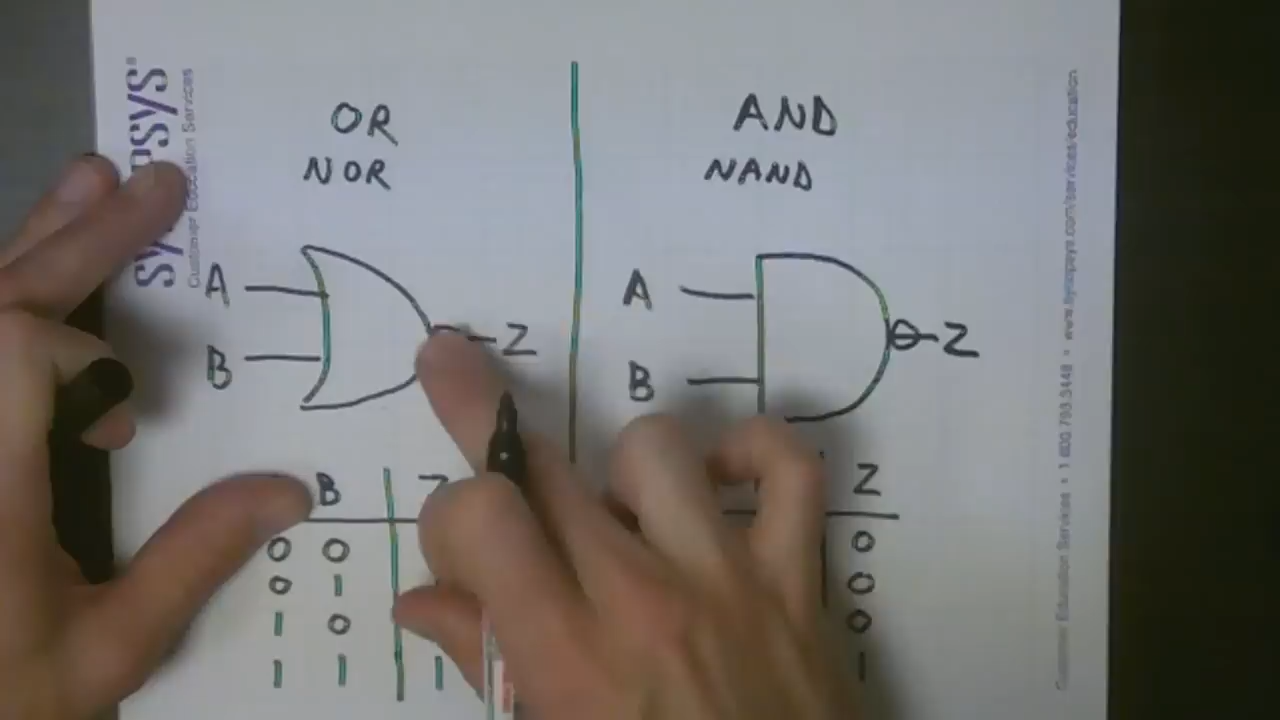 OR
NOR
A
B
Z
B
0 0
0 1
1 0
1 1 1
AND
NAND
A
B
Z
Z
0
0
0
1
Customer Education Services
Customer Education Services • 1 800 793 3448 • www.synopsys.com/services/education